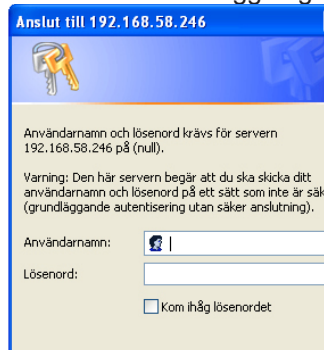 Anslut till 192.168.58.246
Användarnamn och lösenord krävs för servern
192.168.58.246 på (null).
Varning: Den här servern begär att du ska skicka ditt
användarnamn och lösenord på ett sätt som inte är säk
(grundläggande autentisering utan säker anslutning).
Användarnamn:
Lösenord:
Kom ihåg lösenordet